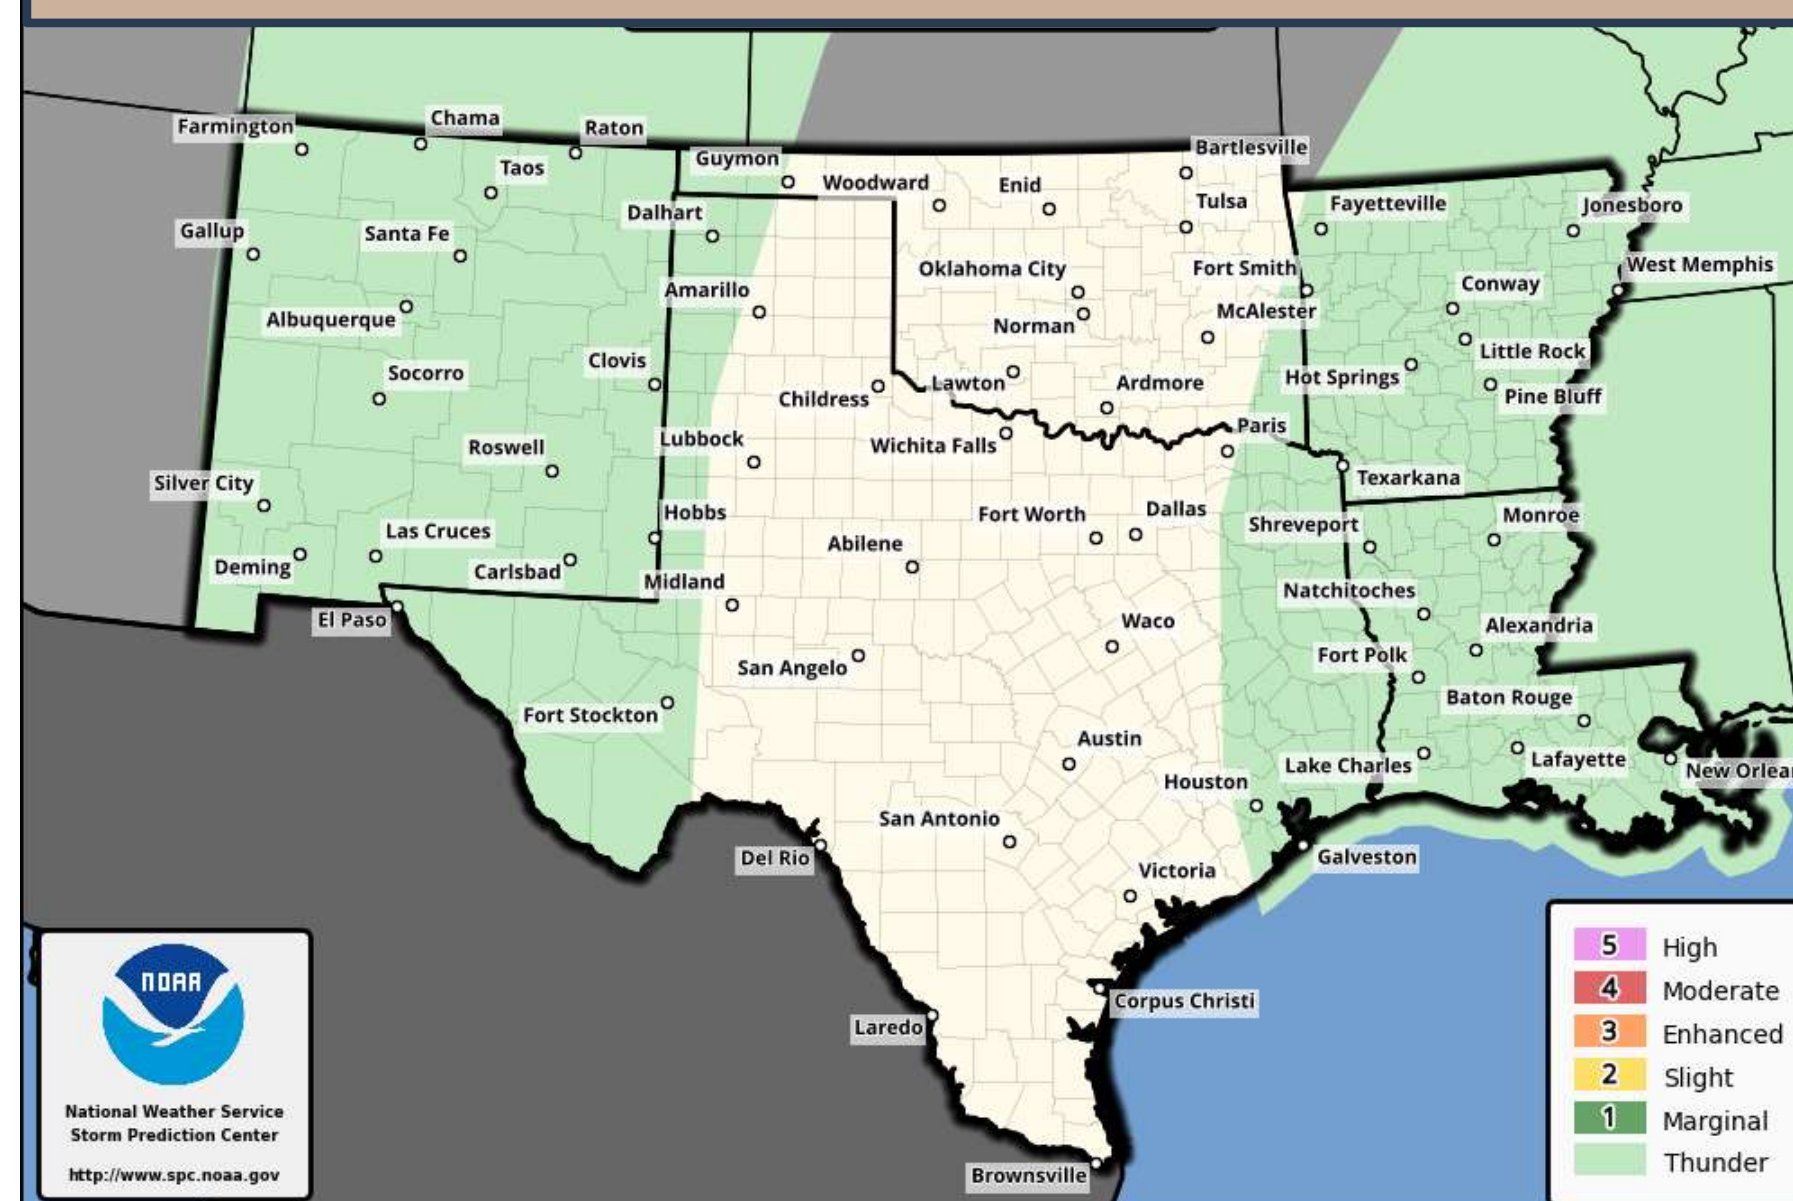 Farmington
Chama
Raton
Taos
Guymon
Woodward
Enid
Bartlesville
Tulsa
Fayetteville
Jonesboro
Gallup
Santa Fe
Dalhart
Oklahoma City
Fort Smith
West Memphis
Amarillo
Conway
Albuquerque
Norman
McAlester
Little Rock
Socorro
Clovis
Childress
Lawton
Ardmore
Hot Springs
Pine Bluff
Roswell
Lubbock
Wichita Falls
Paris
Silver City
Texarkana
Hobbs
Fort Worth
Dallas
Shreveport
Monroe
Las Cruces
Abilene
Deming
Carlsbad
Midland
Natchitoches
El Paso
Waco
Alexandria
San Angelo
Fort Polk
Fort Stockton
Baton Rouge
Austin
Houston
Lake Charles
Lafayette
New Orlea
San Antonio
Del Rio
Victoria
Galveston
Corpus Christi
Laredo
Brownsville
NOAA
National Weather Service
Storm Prediction Center
http://www.spc.noaa.gov
5 High
4 Moderate
3 Enhanced
2 Slight
1 Marginal
Thunder